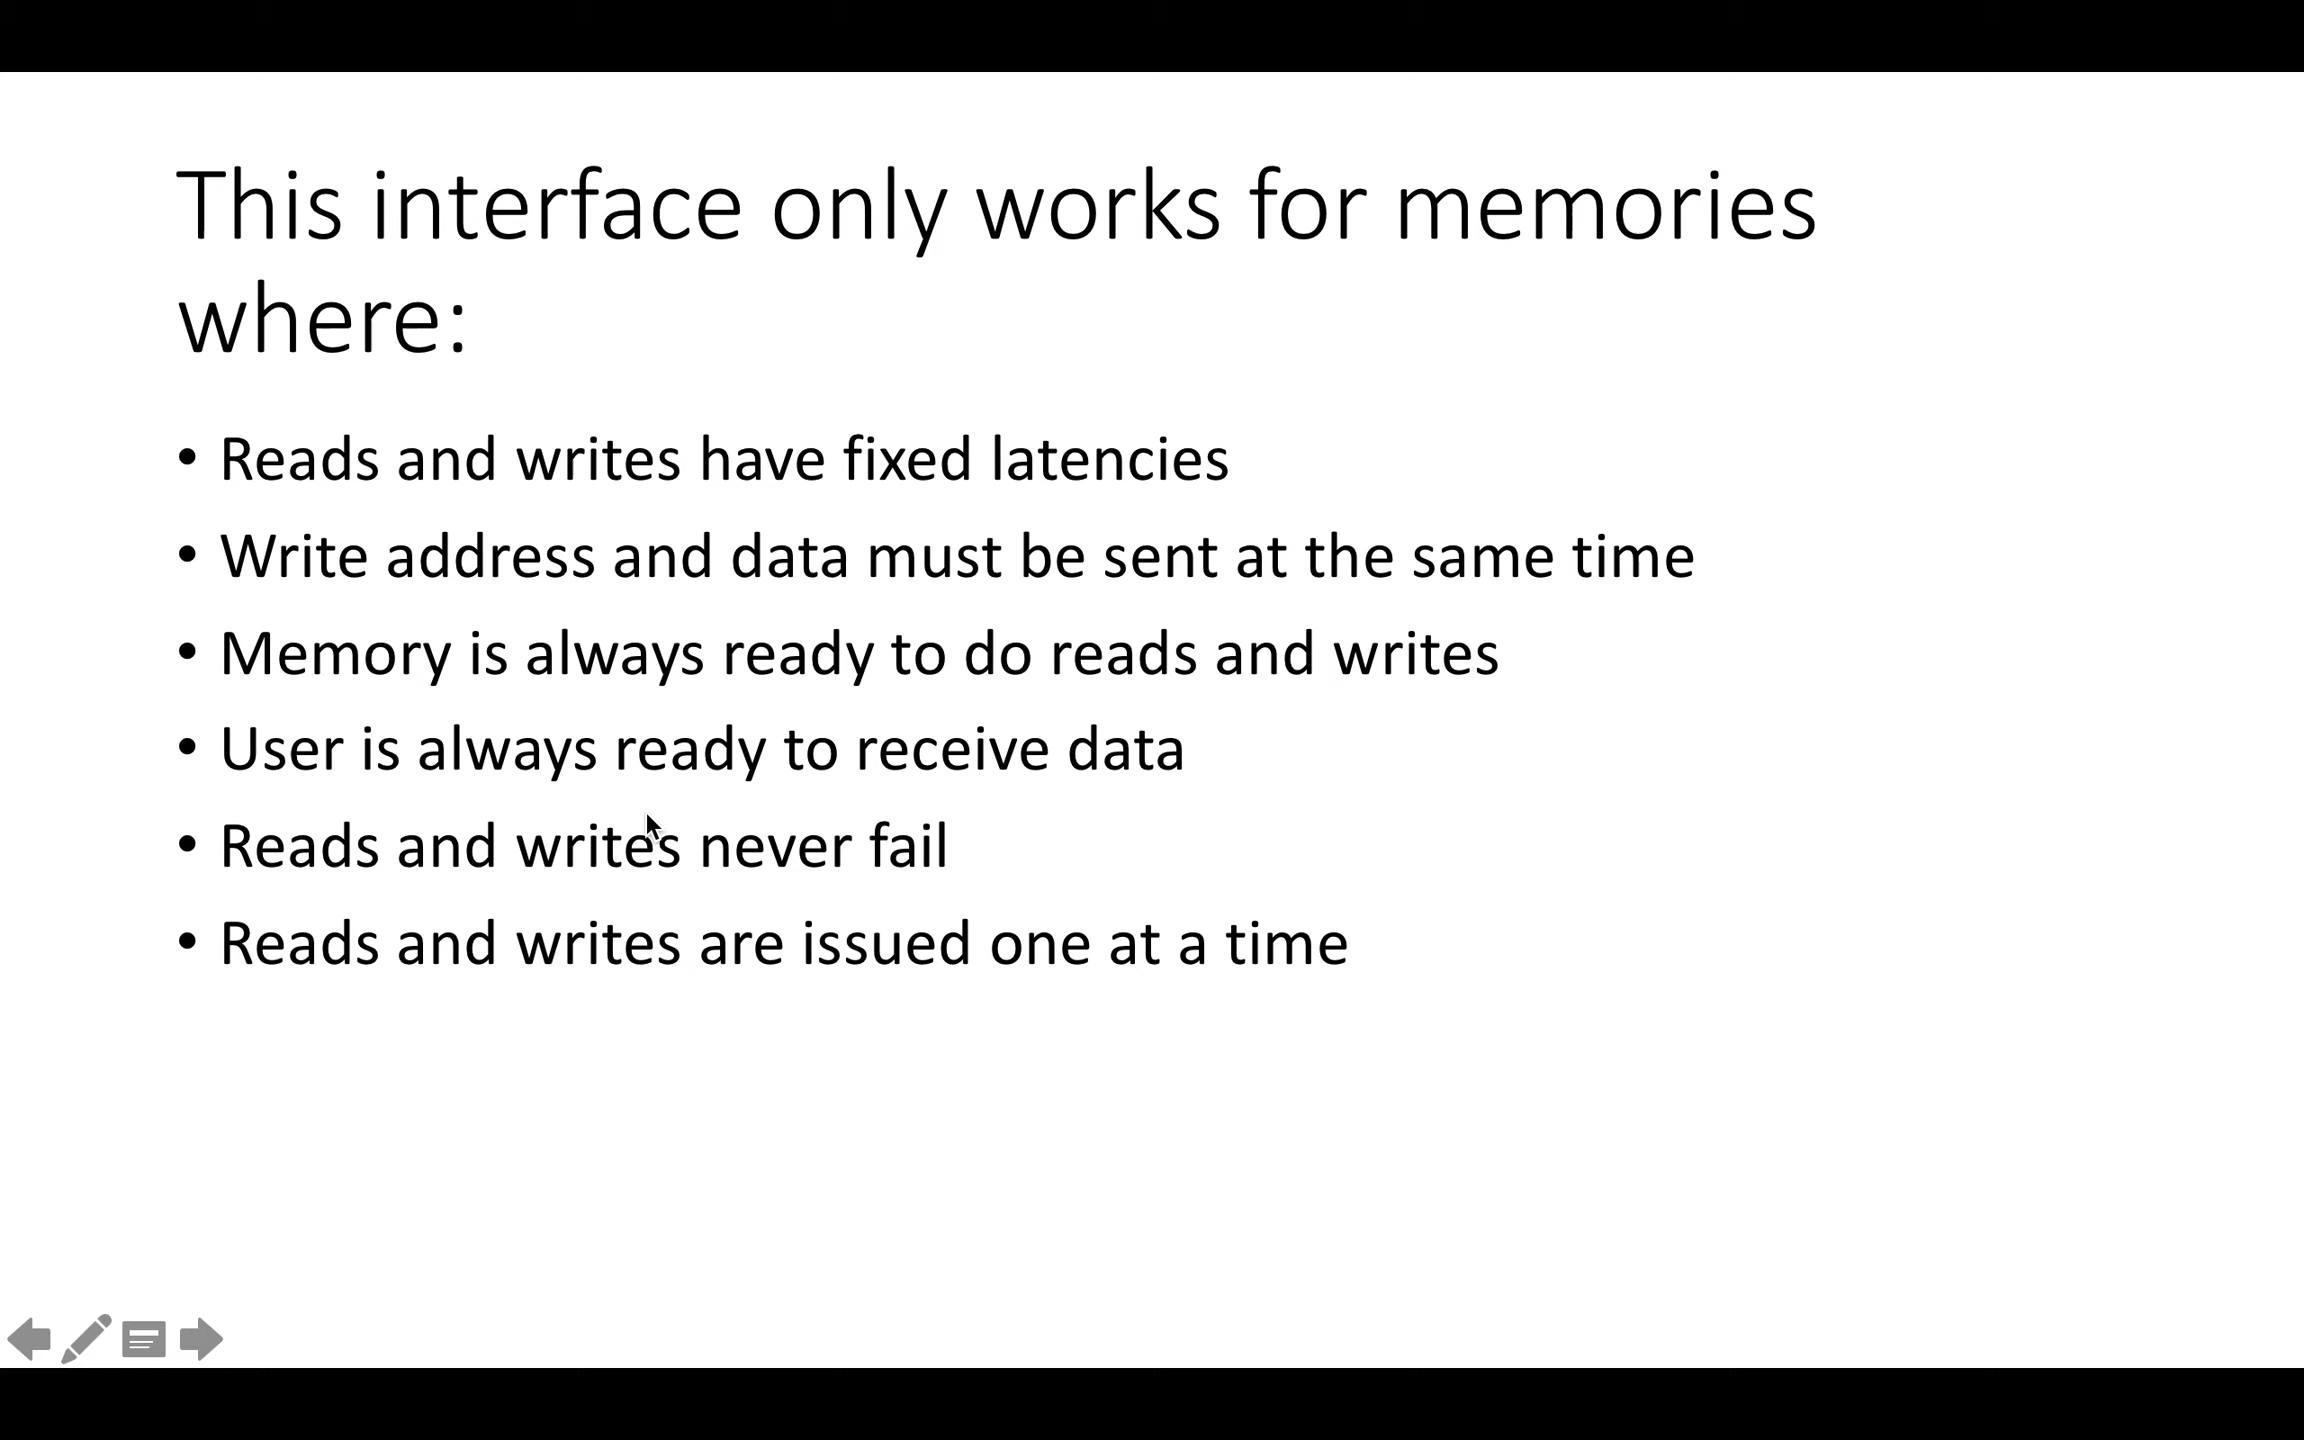 This interface only works for memories
where:
• Reads and writes have fixed latencies
• Write address and data must be sent at the same time
• Memory is always ready to do reads and writes
• User is always ready to receive data
• Reads and writes never fail
• Reads and writes are issued one at a time